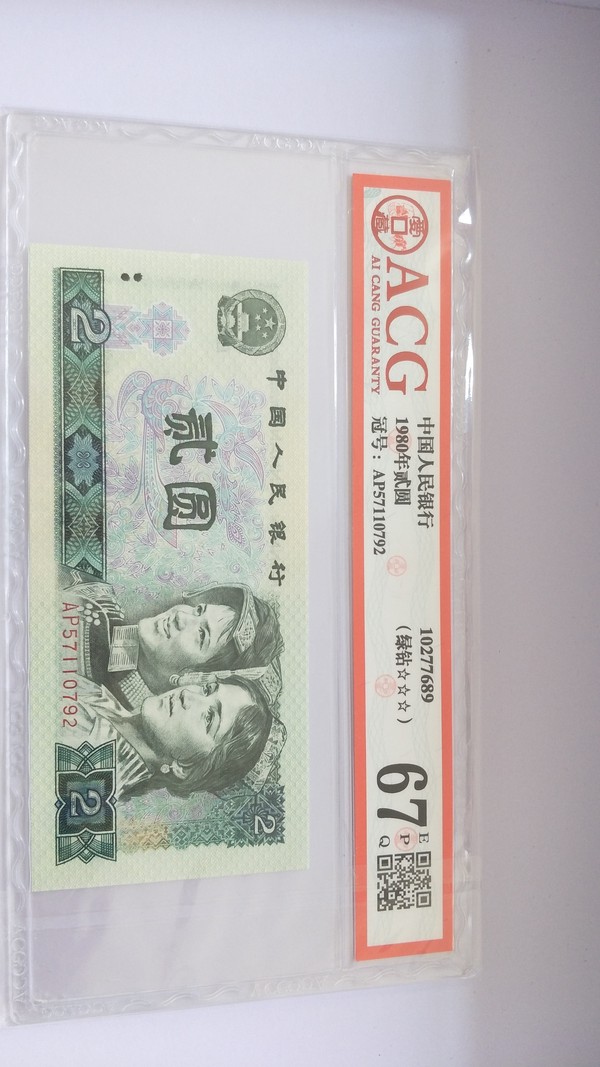 ACG
AI CANG GUARANTY
中国人民银行
1980年贰圆
冠号：AP57110792
10277689
（绿钻☆☆☆）
67
E
P
Q
中国人民银行
贰圆
2
AP57110792
2
2